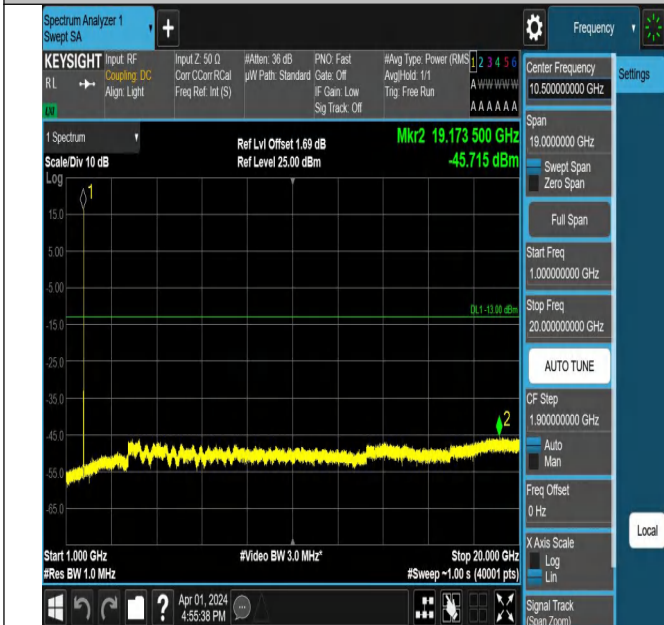 Spectrum Analyzer 1
Swept SA
Frequency
KEYSIGHT
RL
LXI
Input: RF
Coupling: DC
Align: Light
Input Z: 50 Ω
Corr CCorr RCal
Freq Ref: Int (S)
#Atten: 36 dB
µW Path: Standard
PNO: Fast
Gate: Off
IF Gain: Low
Sig Track: Off
#Avg Type: Power (RMS
Avg|Hold: 1/1
Trig: Free Run
1 2 3 4 5 6
A W W W W W
A A A A A A
1 Spectrum
Scale/Div 10 dB
Log
Ref Lvl Offset 1.69 dB
Ref Level 25.00 dBm
Mkr2 19.173 500 GHz
-45.715 dBm
1
15.0
5.00
-5.00
DL1 -13.00 dBm
-15.0
-25.0
-35.0
-45.0
2
-55.0
-65.0
Start 1.000 GHz
#Res BW 1.0 MHz
#Video BW 3.0 MHz*
Stop 20.000 GHz
#Sweep ~1.00 s (40001 pts)
Apr 01, 2024
4:55:38 PM
Center Frequency
10.500000000 GHz
Settings
Span
19.0000000 GHz
Swept Span
Zero Span
Full Span
Start Freq
1.000000000 GHz
Stop Freq
20.000000000 GHz
AUTO TUNE
CF Step
1.900000000 GHz
Auto
Man
Freq Offset
0 Hz
Local
X Axis Scale
Log
Lin
Signal Track
(Span Zoom)